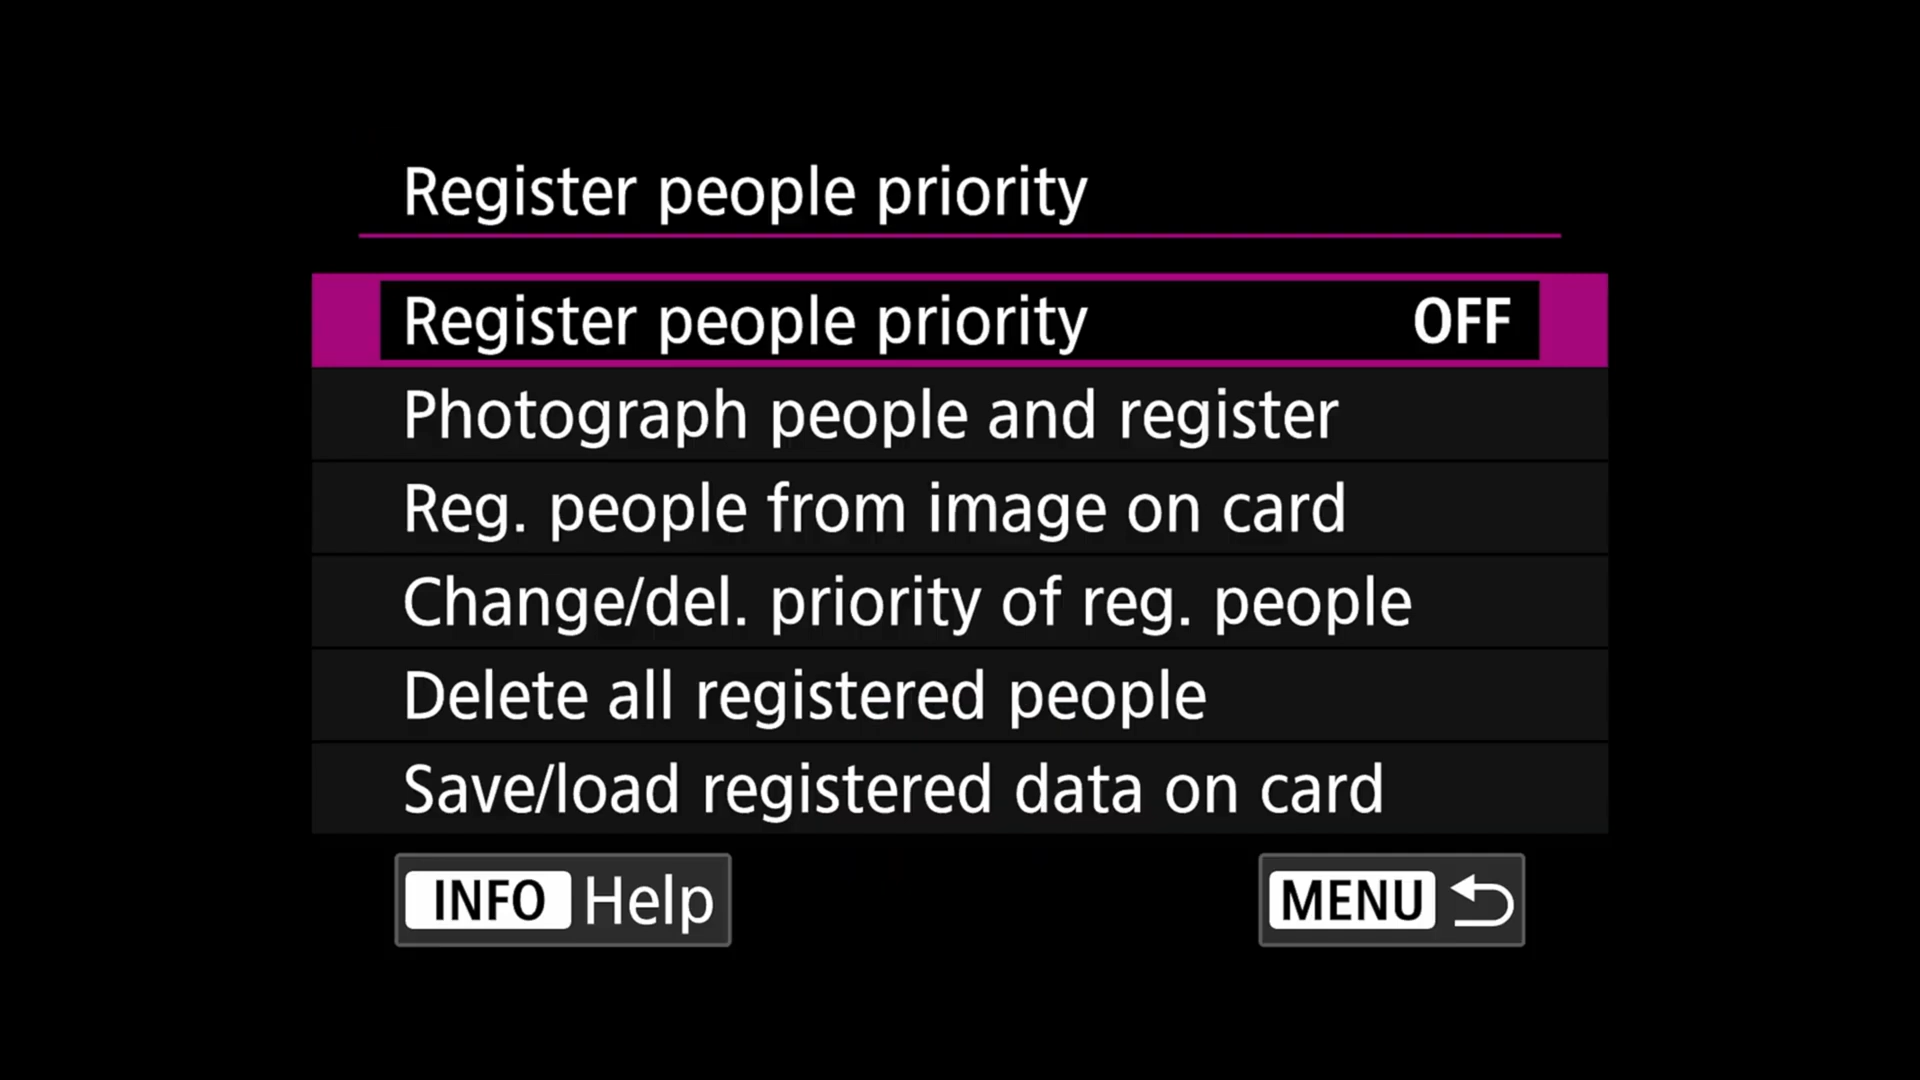 Register people priority
Register people priority OFF
Photograph people and register
Reg. people from image on card
Change/del. priority of reg. people
Delete all registered people
Save/load registered data on card
INFO Help MENU